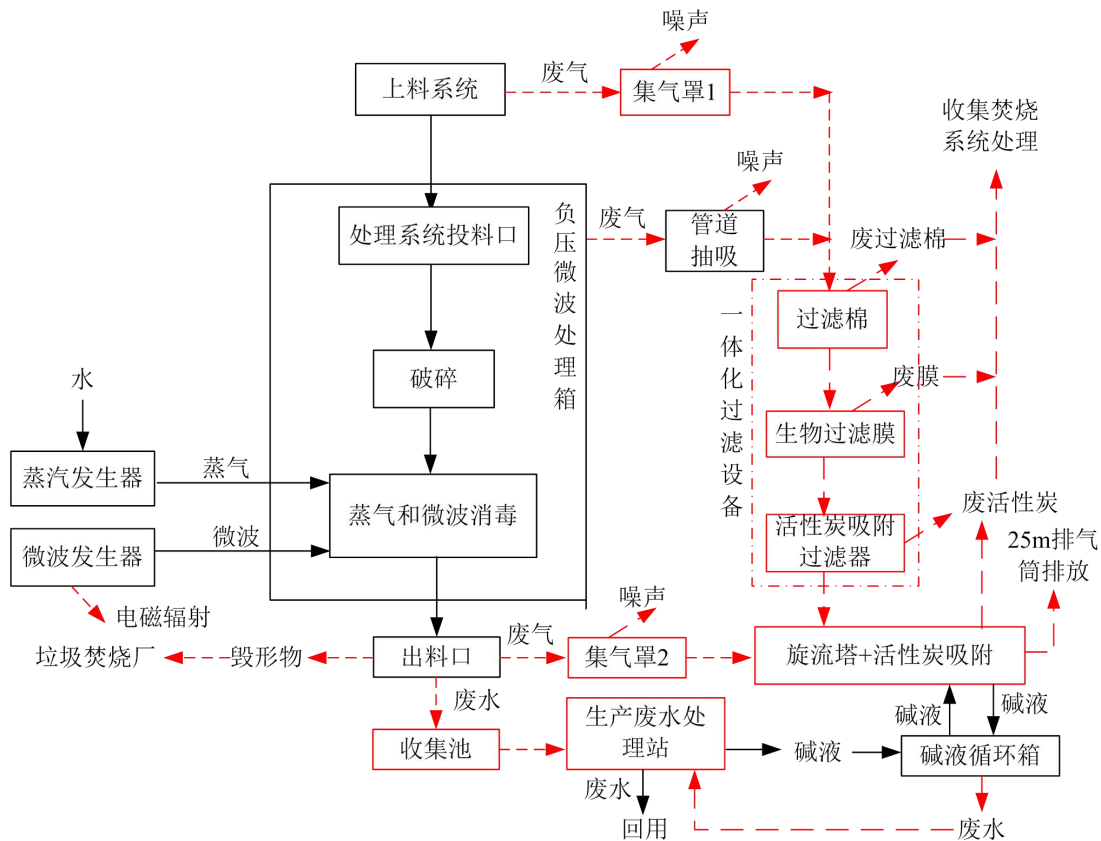 噪声
废气
上料系统
集气罩1
收集焚烧
系统处理
噪声
负压微波处理箱
废气
管道
抽吸
处理系统投料口
废过滤棉
一体化过滤设备
过滤棉
水
破碎
废膜
生物过滤膜
蒸汽发生器
蒸气
蒸气和微波消毒
废活性炭
活性炭吸附
过滤器
微波发生器
微波
25m排气
筒排放
电磁辐射
噪声
废气
垃圾焚烧厂
毁形物
出料口
集气罩2
旋流塔+活性炭吸附
废水
碱液
碱液
收集池
生产废水处
理站
碱液
碱液循环箱
废水
回用
废水